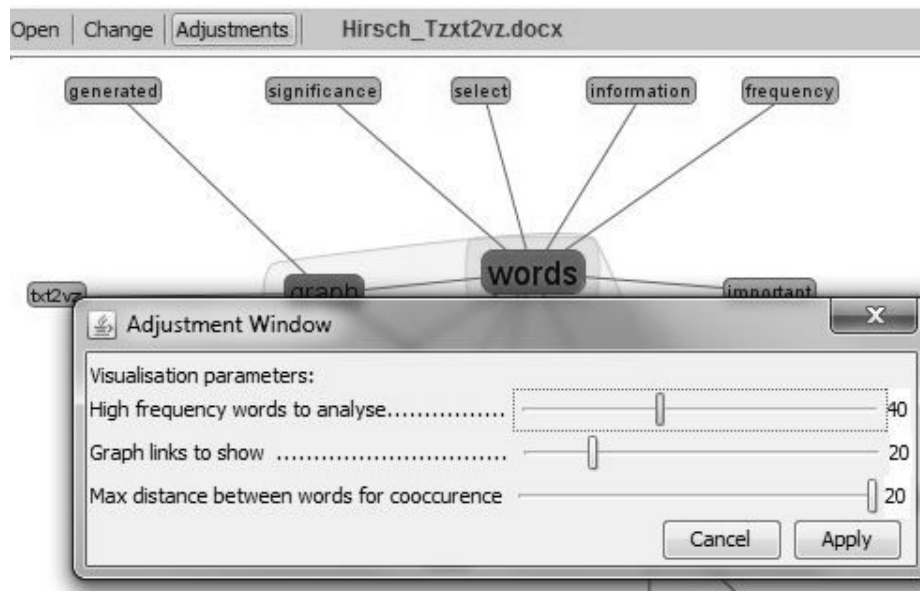 Open Change Adjustments Hirsch_Tzxt2vz.docx
generated significance select information frequency
words
txt2vz graph important
Adjustment Window X
Visualisation parameters:
High frequency words to analyse................ 40
Graph links to show ............................... 20
Max distance between words for cooccurence 20
Cancel Apply